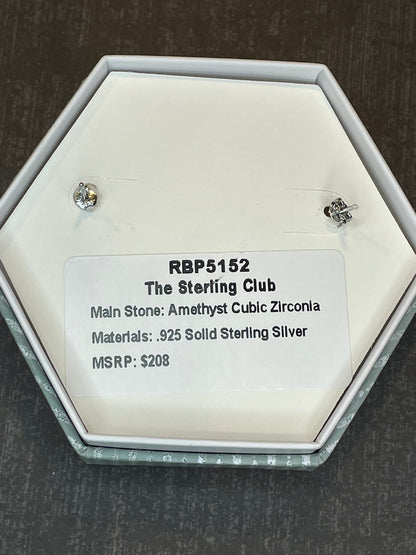 RBP5152
The Sterling Club
Main Stone: Amethyst Cubic Zirconia
Materials: .925 Solid Sterling Silver
MSRP: $208